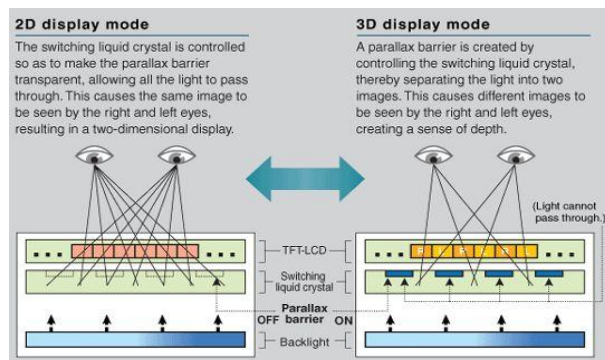 2D display mode
The switching liquid crystal is controlled
so as to make the parallax barrier
transparent, allowing all the light to pass
through. This causes the same image to
be seen by the right and left eyes,
resulting in a two-dimensional display.
3D display mode
A parallax barrier is created by
controlling the switching liquid crystal,
thereby separating the light into two
images. This causes different images to
be seen by the right and left eyes,
creating a sense of depth.
(Light cannot
pass through.)
TFT-LCD
Switching
liquid crystal
Parallax
OFF barrier ON
Backlight